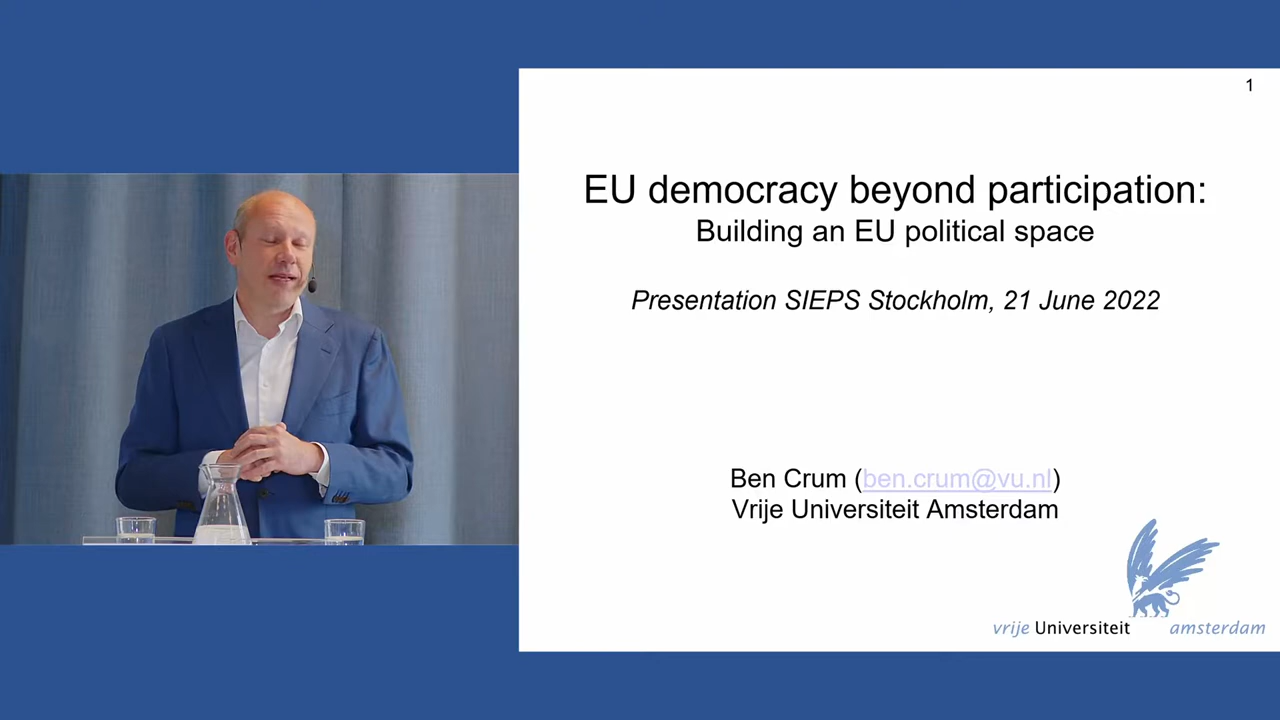 1
EU democracy beyond participation:
Building an EU political space
Presentation SIEPS Stockholm, 21 June 2022
Ben Crum (ben.crum@vu.nl)
Vrije Universiteit Amsterdam
vrije Universiteit amsterdam